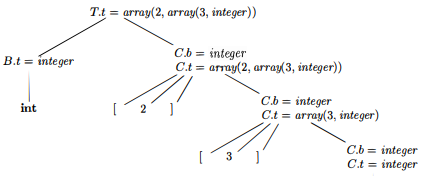 T.t = array(2, array(3, integer))
B.t = integer
C.b = integer
C.t = array(2, array(3, integer))
int
[ 2 ]
C.b = integer
C.t = array(3, integer)
[ 3 ]
C.b = integer
C.t = integer